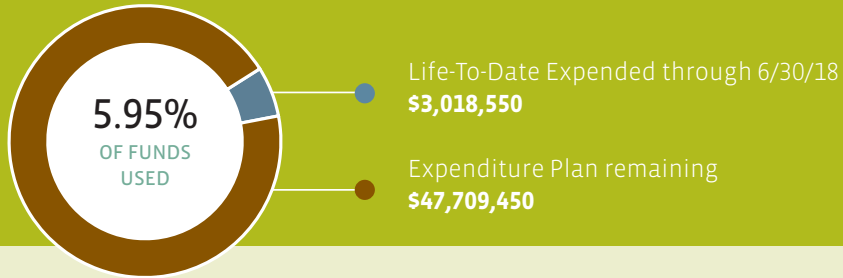 5.95%
OF FUNDS
USED
Life-To-Date Expended through 6/30/18
$3,018,550
Expenditure Plan remaining
$47,709,450